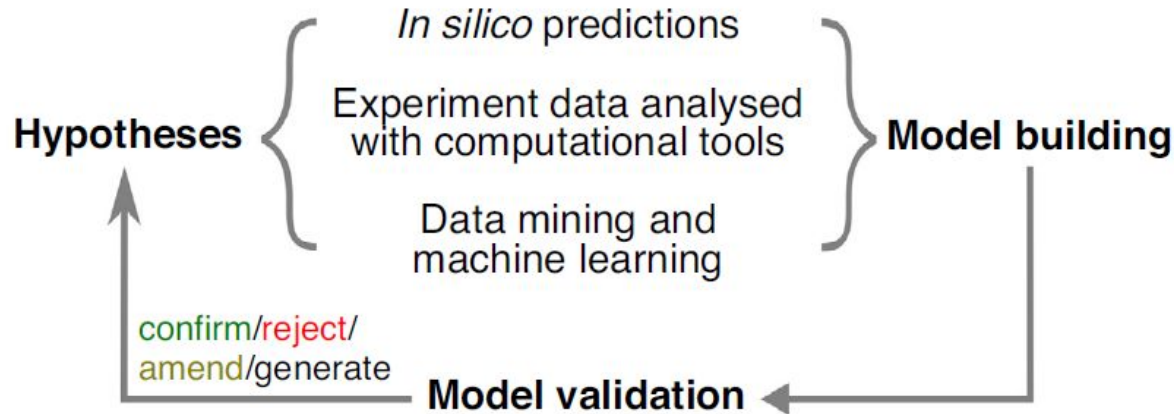 In silico predictions
Experiment data analysed
with computational tools
Hypotheses
Model building
Data mining and
machine learning
confirm/reject/
amend/generate
Model validation